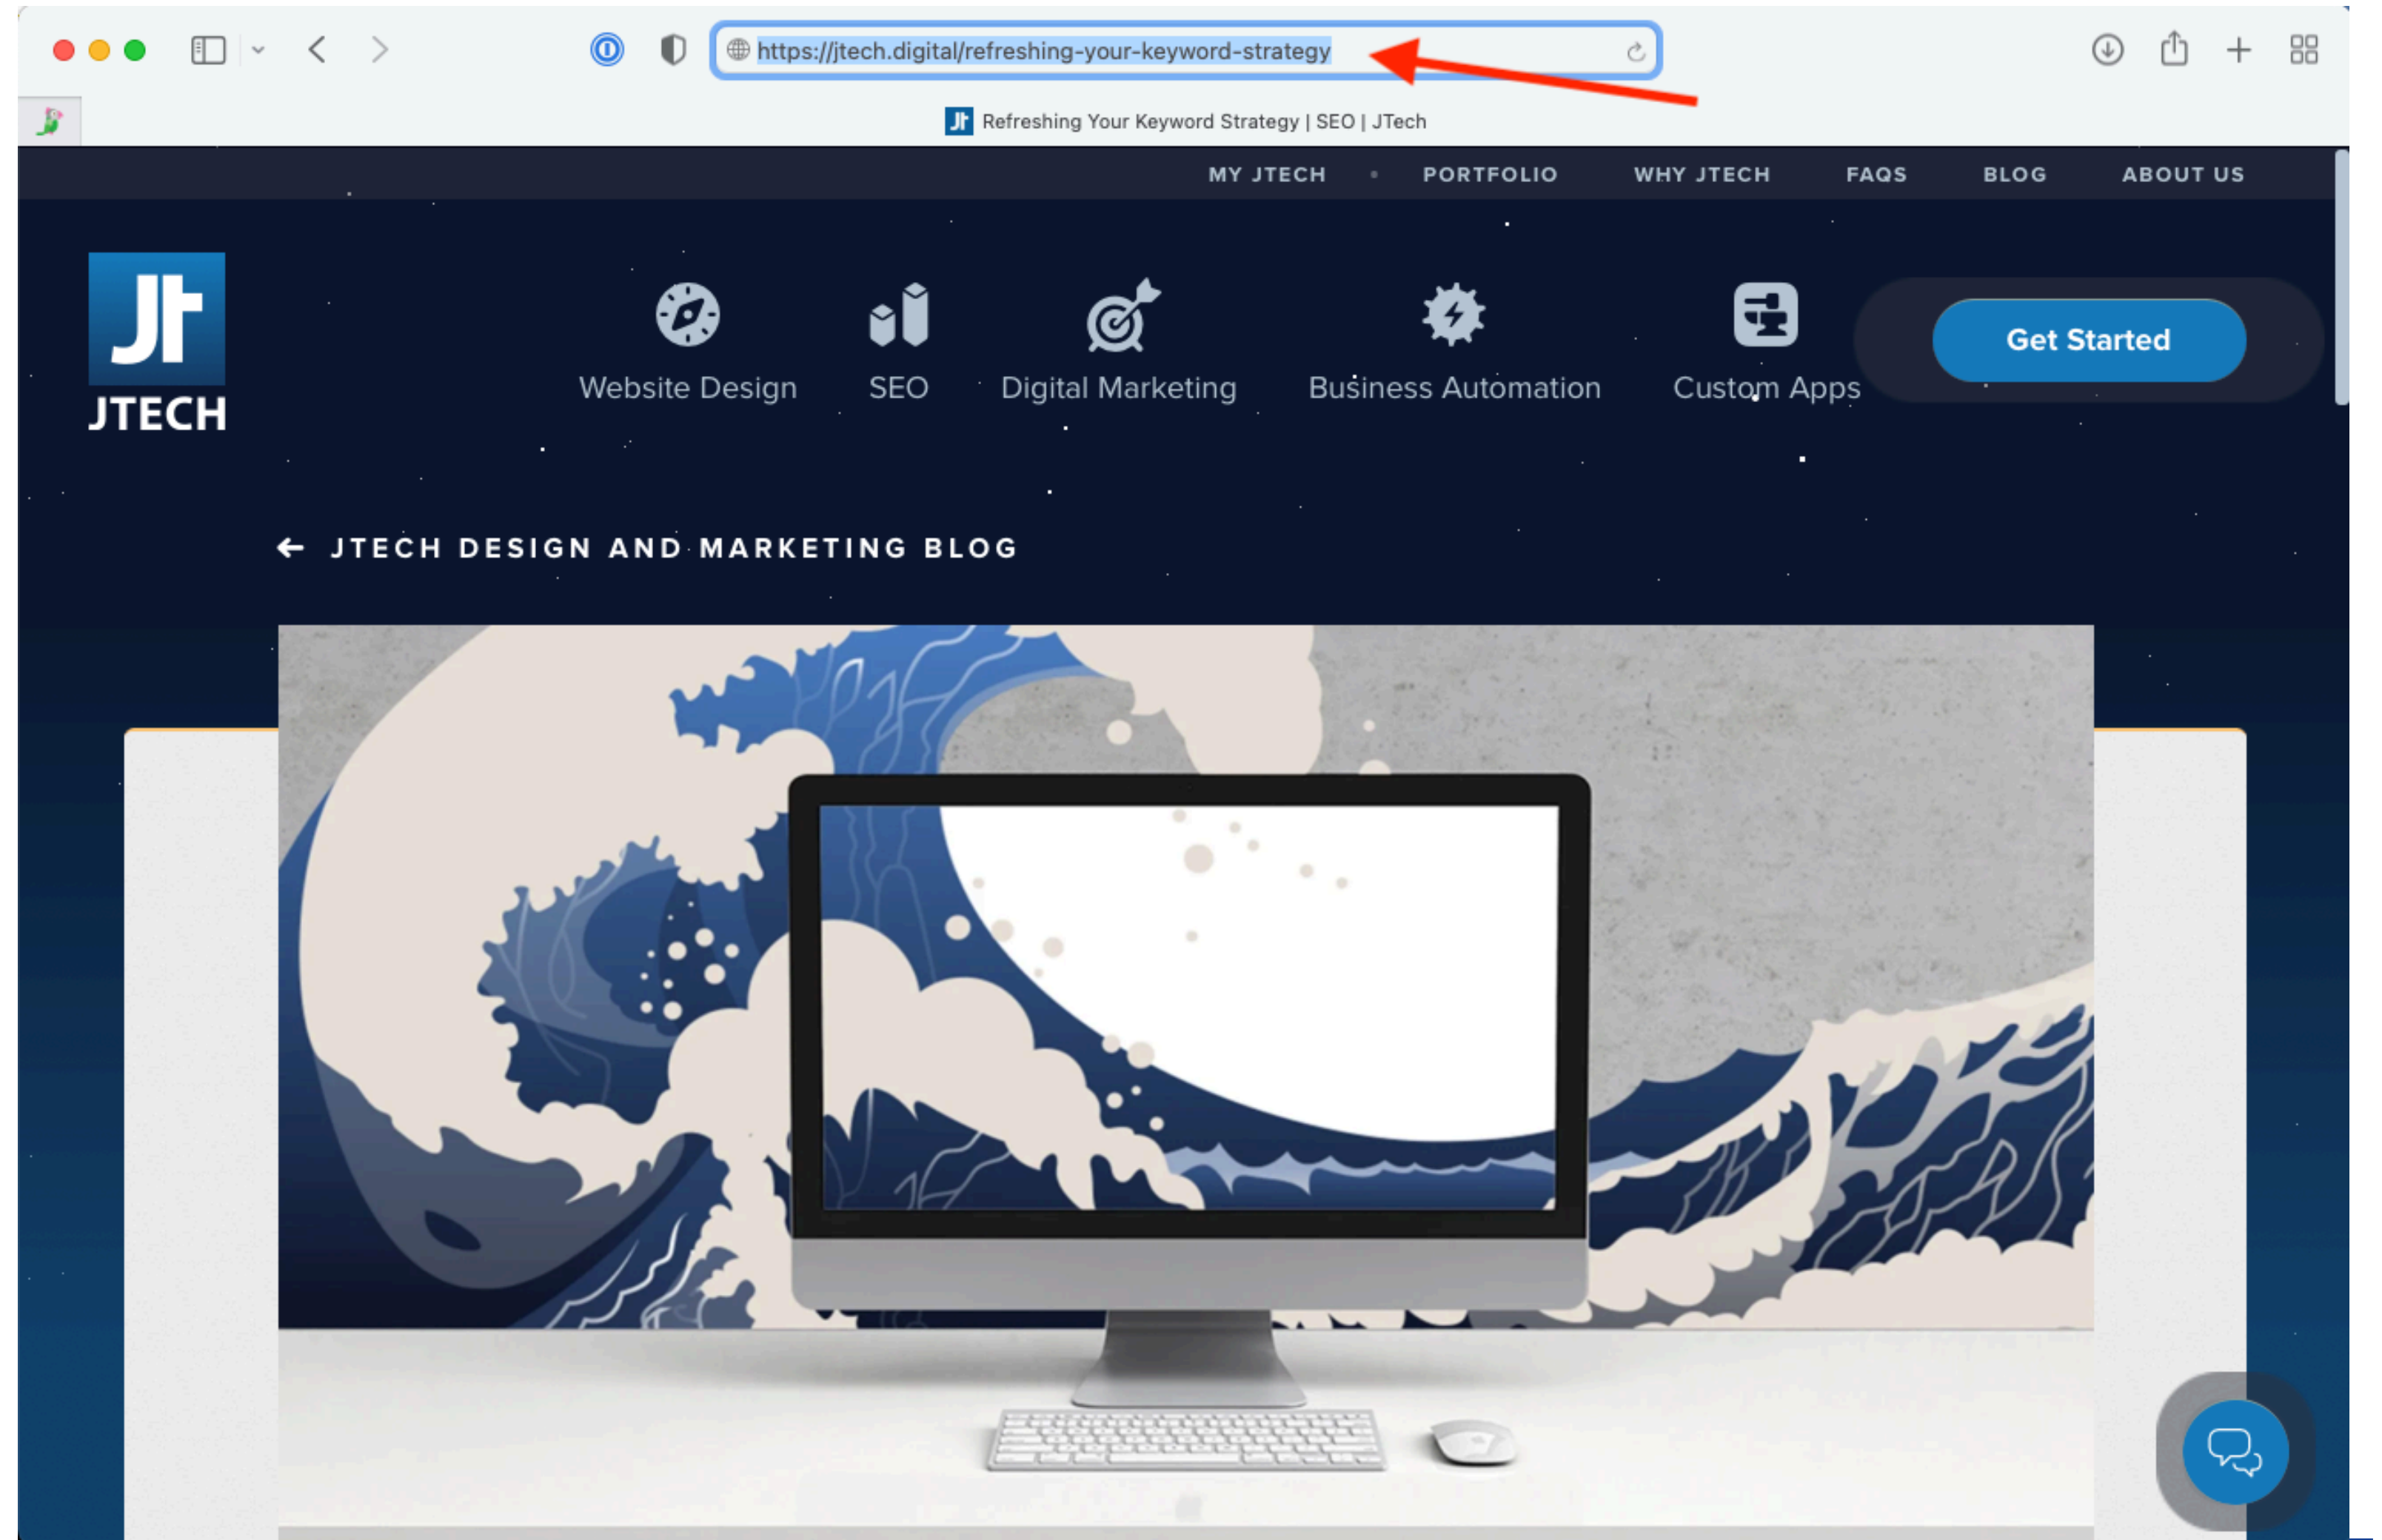 https://jtech.digital/refreshing-your-keyword-strategy
Refreshing Your Keyword Strategy | SEO | JTech
MY JTECH PORTFOLIO WHY JTECH FAQS BLOG ABOUT US
JTECH
Website Design SEO Digital Marketing Business Automation Custom Apps
Get Started
← JTECH DESIGN AND MARKETING BLOG